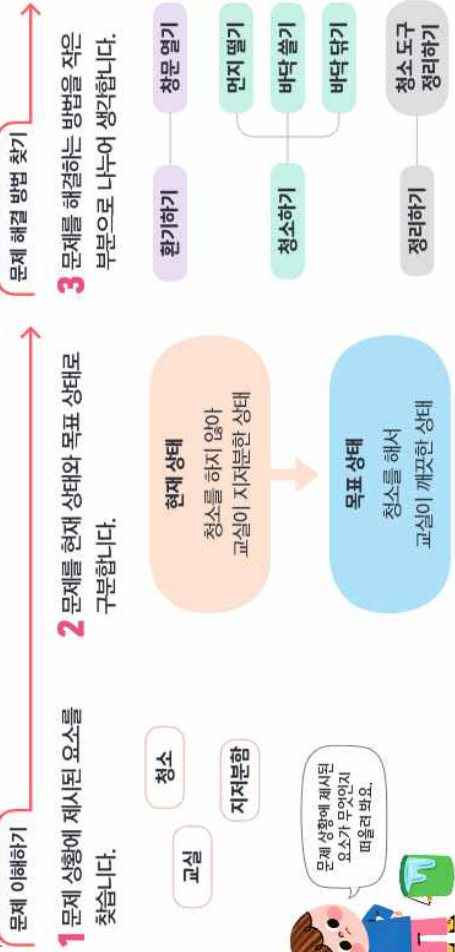 문제 이해하기
1 문제 상황에 제시된 요소를
찾습니다.
청소
교실
지저분함
문제 상황에 제시된
요소가 무엇인지
떠올려 봐요.
2 문제를 현재 상태와 목표 상태로
구분합니다.
현재 상태
청소를 하지 않아
교실이 지저분한 상태
목표 상태
청소를 해서
교실이 깨끗한 상태
문제 해결 방법 찾기
3 문제를 해결하는 방법을 작은
부분으로 나누어 생각합니다.
환기하기
창문 열기
청소하기
먼지 떨기
바닥 쓸기
바닥 닦기
정리하기
청소 도구
정리하기